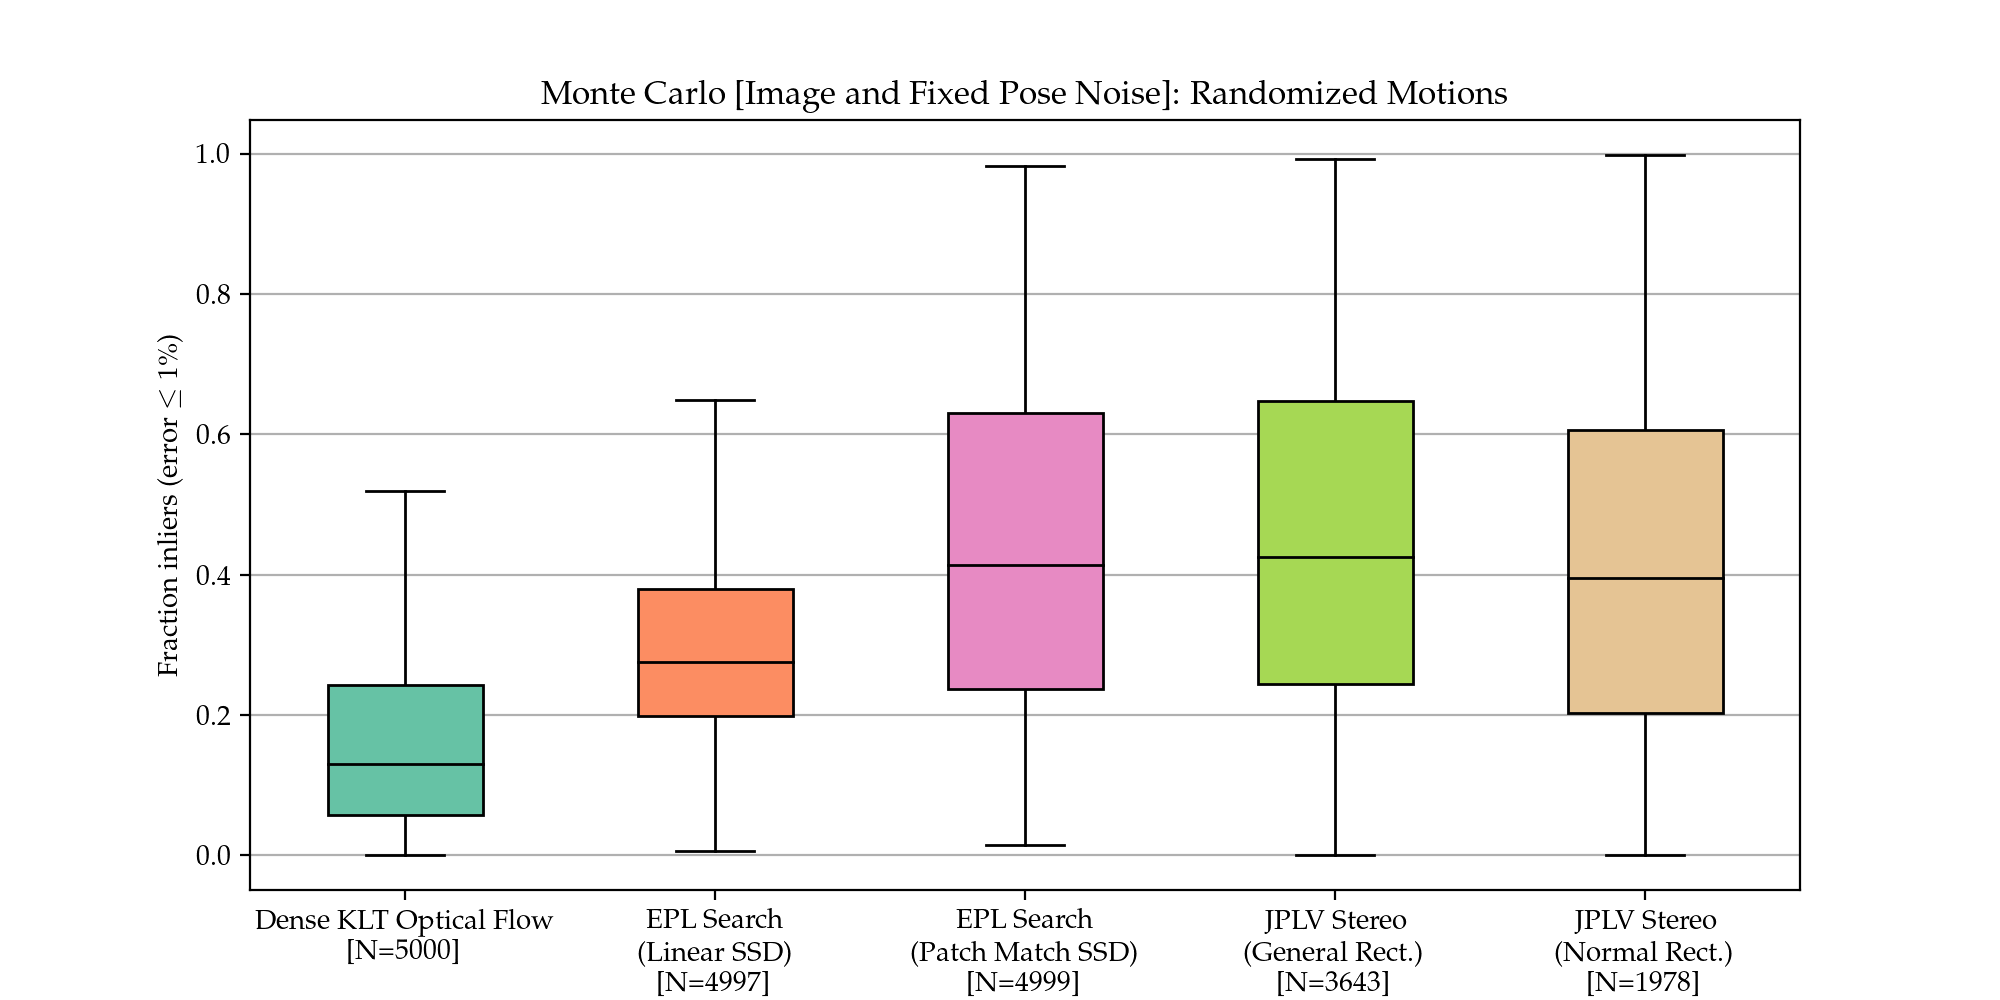 Monte Carlo [Image and Fixed Pose Noise]: Randomized Motions
Fraction inliers (error ≤ 1%)
1.0
0.8
0.6
0.4
0.2
0.0
Dense KLT Optical Flow
[N=5000]
EPL Search
(Linear SSD)
[N=4997]
EPL Search
(Patch Match SSD)
[N=4999]
JPLV Stereo
(General Rect.)
[N=3643]
JPLV Stereo
(Normal Rect.)
[N=1978]